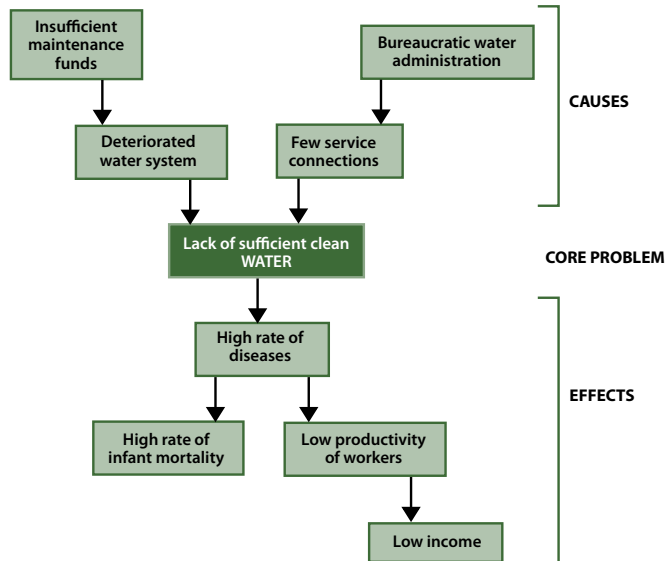 Insufficient
maintenance
funds
Bureaucratic water
administration
CAUSES
Deteriorated
water system
Few service
connections
Lack of sufficient clean
WATER
CORE PROBLEM
High rate of
diseases
EFFECTS
High rate of
infant mortality
Low productivity
of workers
Low income